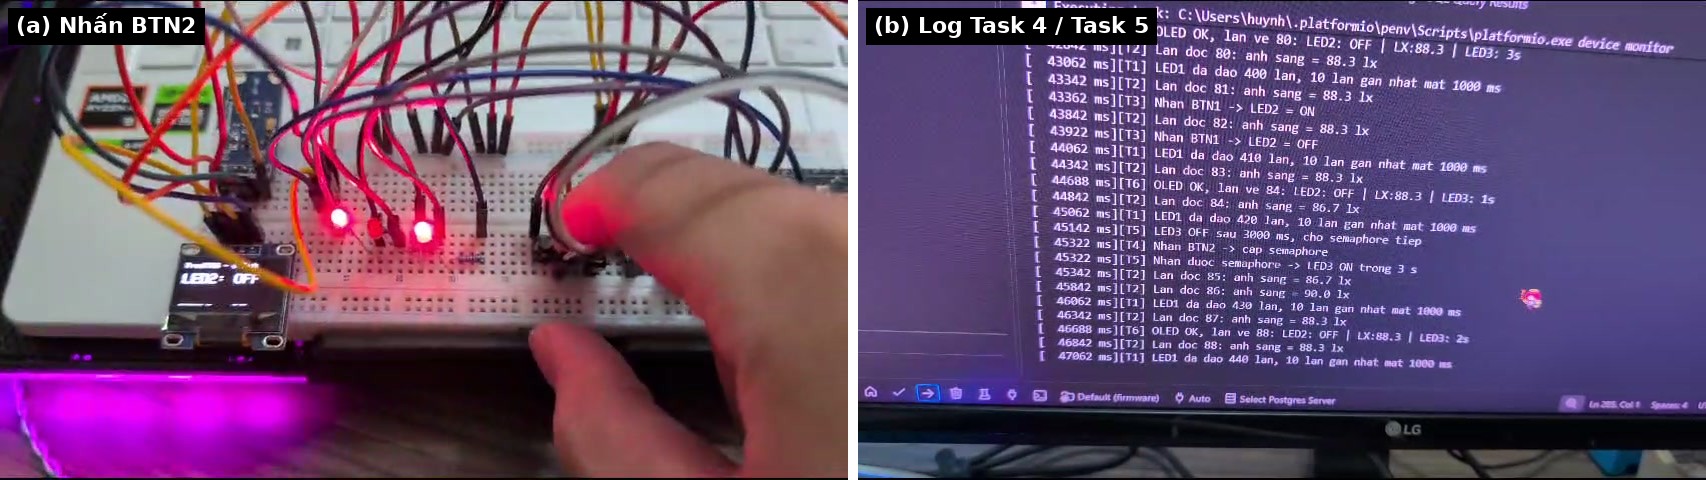 (a) Nhấn BTN2
AMD
RYZEN
LED2: OFF
(b) Log Task 4 / Task 5
Query Results
k: C:\Users\huynh\.platformio\penv\Scripts\platformio.exe device monitor
OLED OK, lan ve 80: LED2: OFF | LX:88.3 | LED3: 3s
[ 42842 ms][T2] Lan doc 80: anh sang = 88.3 lx
[ 43062 ms][T1] LED1 da dao 400 lan, 10 lan gan nhat mat 1000 ms
[ 43342 ms][T2] Lan doc 81: anh sang = 88.3 lx
[ 43362 ms][T3] Nhan BTN1 -> LED2 = ON
[ 43842 ms][T2] Lan doc 82: anh sang = 88.3 lx
[ 43922 ms][T3] Nhan BTN1 -> LED2 = OFF
[ 44062 ms][T1] LED1 da dao 410 lan, 10 lan gan nhat mat 1000 ms
[ 44342 ms][T2] Lan doc 83: anh sang = 88.3 lx
[ 44688 ms][T6] OLED OK, lan ve 84: LED2: OFF | LX:88.3 | LED3: 1s
[ 44842 ms][T2] Lan doc 84: anh sang = 86.7 lx
[ 45062 ms][T1] LED1 da dao 420 lan, 10 lan gan nhat mat 1000 ms
[ 45142 ms][T5] LED3 OFF sau 3000 ms, cho semaphore tiep
[ 45322 ms][T4] Nhan BTN2 -> cap semaphore
[ 45322 ms][T5] Nhan duoc semaphore -> LED3 ON trong 3 s
[ 45342 ms][T2] Lan doc 85: anh sang = 86.7 lx
[ 45842 ms][T2] Lan doc 86: anh sang = 90.0 lx
[ 46062 ms][T1] LED1 da dao 430 lan, 10 lan gan nhat mat 1000 ms
[ 46342 ms][T2] Lan doc 87: anh sang = 88.3 lx
[ 46688 ms][T6] OLED OK, lan ve 88: LED2: OFF | LX:88.3 | LED3: 2s
[ 46842 ms][T2] Lan doc 88: anh sang = 88.3 lx
[ 47062 ms][T1] LED1 da dao 440 lan, 10 lan gan nhat mat 1000 ms
Default (firmware) Auto Select Postgres Server Ln 285, Col 1 Spaces: 4
LG